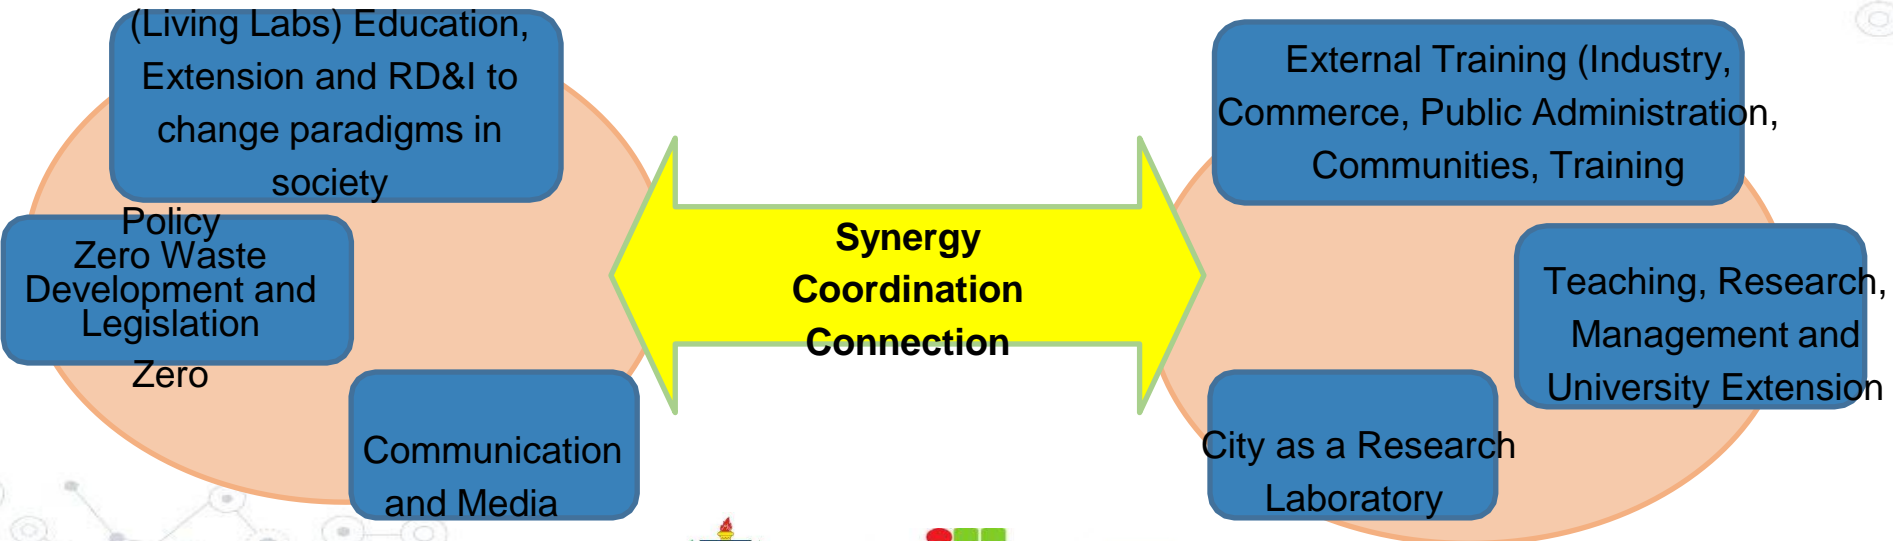 (Living Labs) Education,
Extension and RD&I to
change paradigms in
society
Policy
Zero Waste
Development and
Legislation
Zero
Communication
and Media
Synergy
Coordination
Connection
External Training (Industry,
Commerce, Public Administration,
Communities, Training
Teaching, Research,
Management and
University Extension
City as a Research
Laboratory